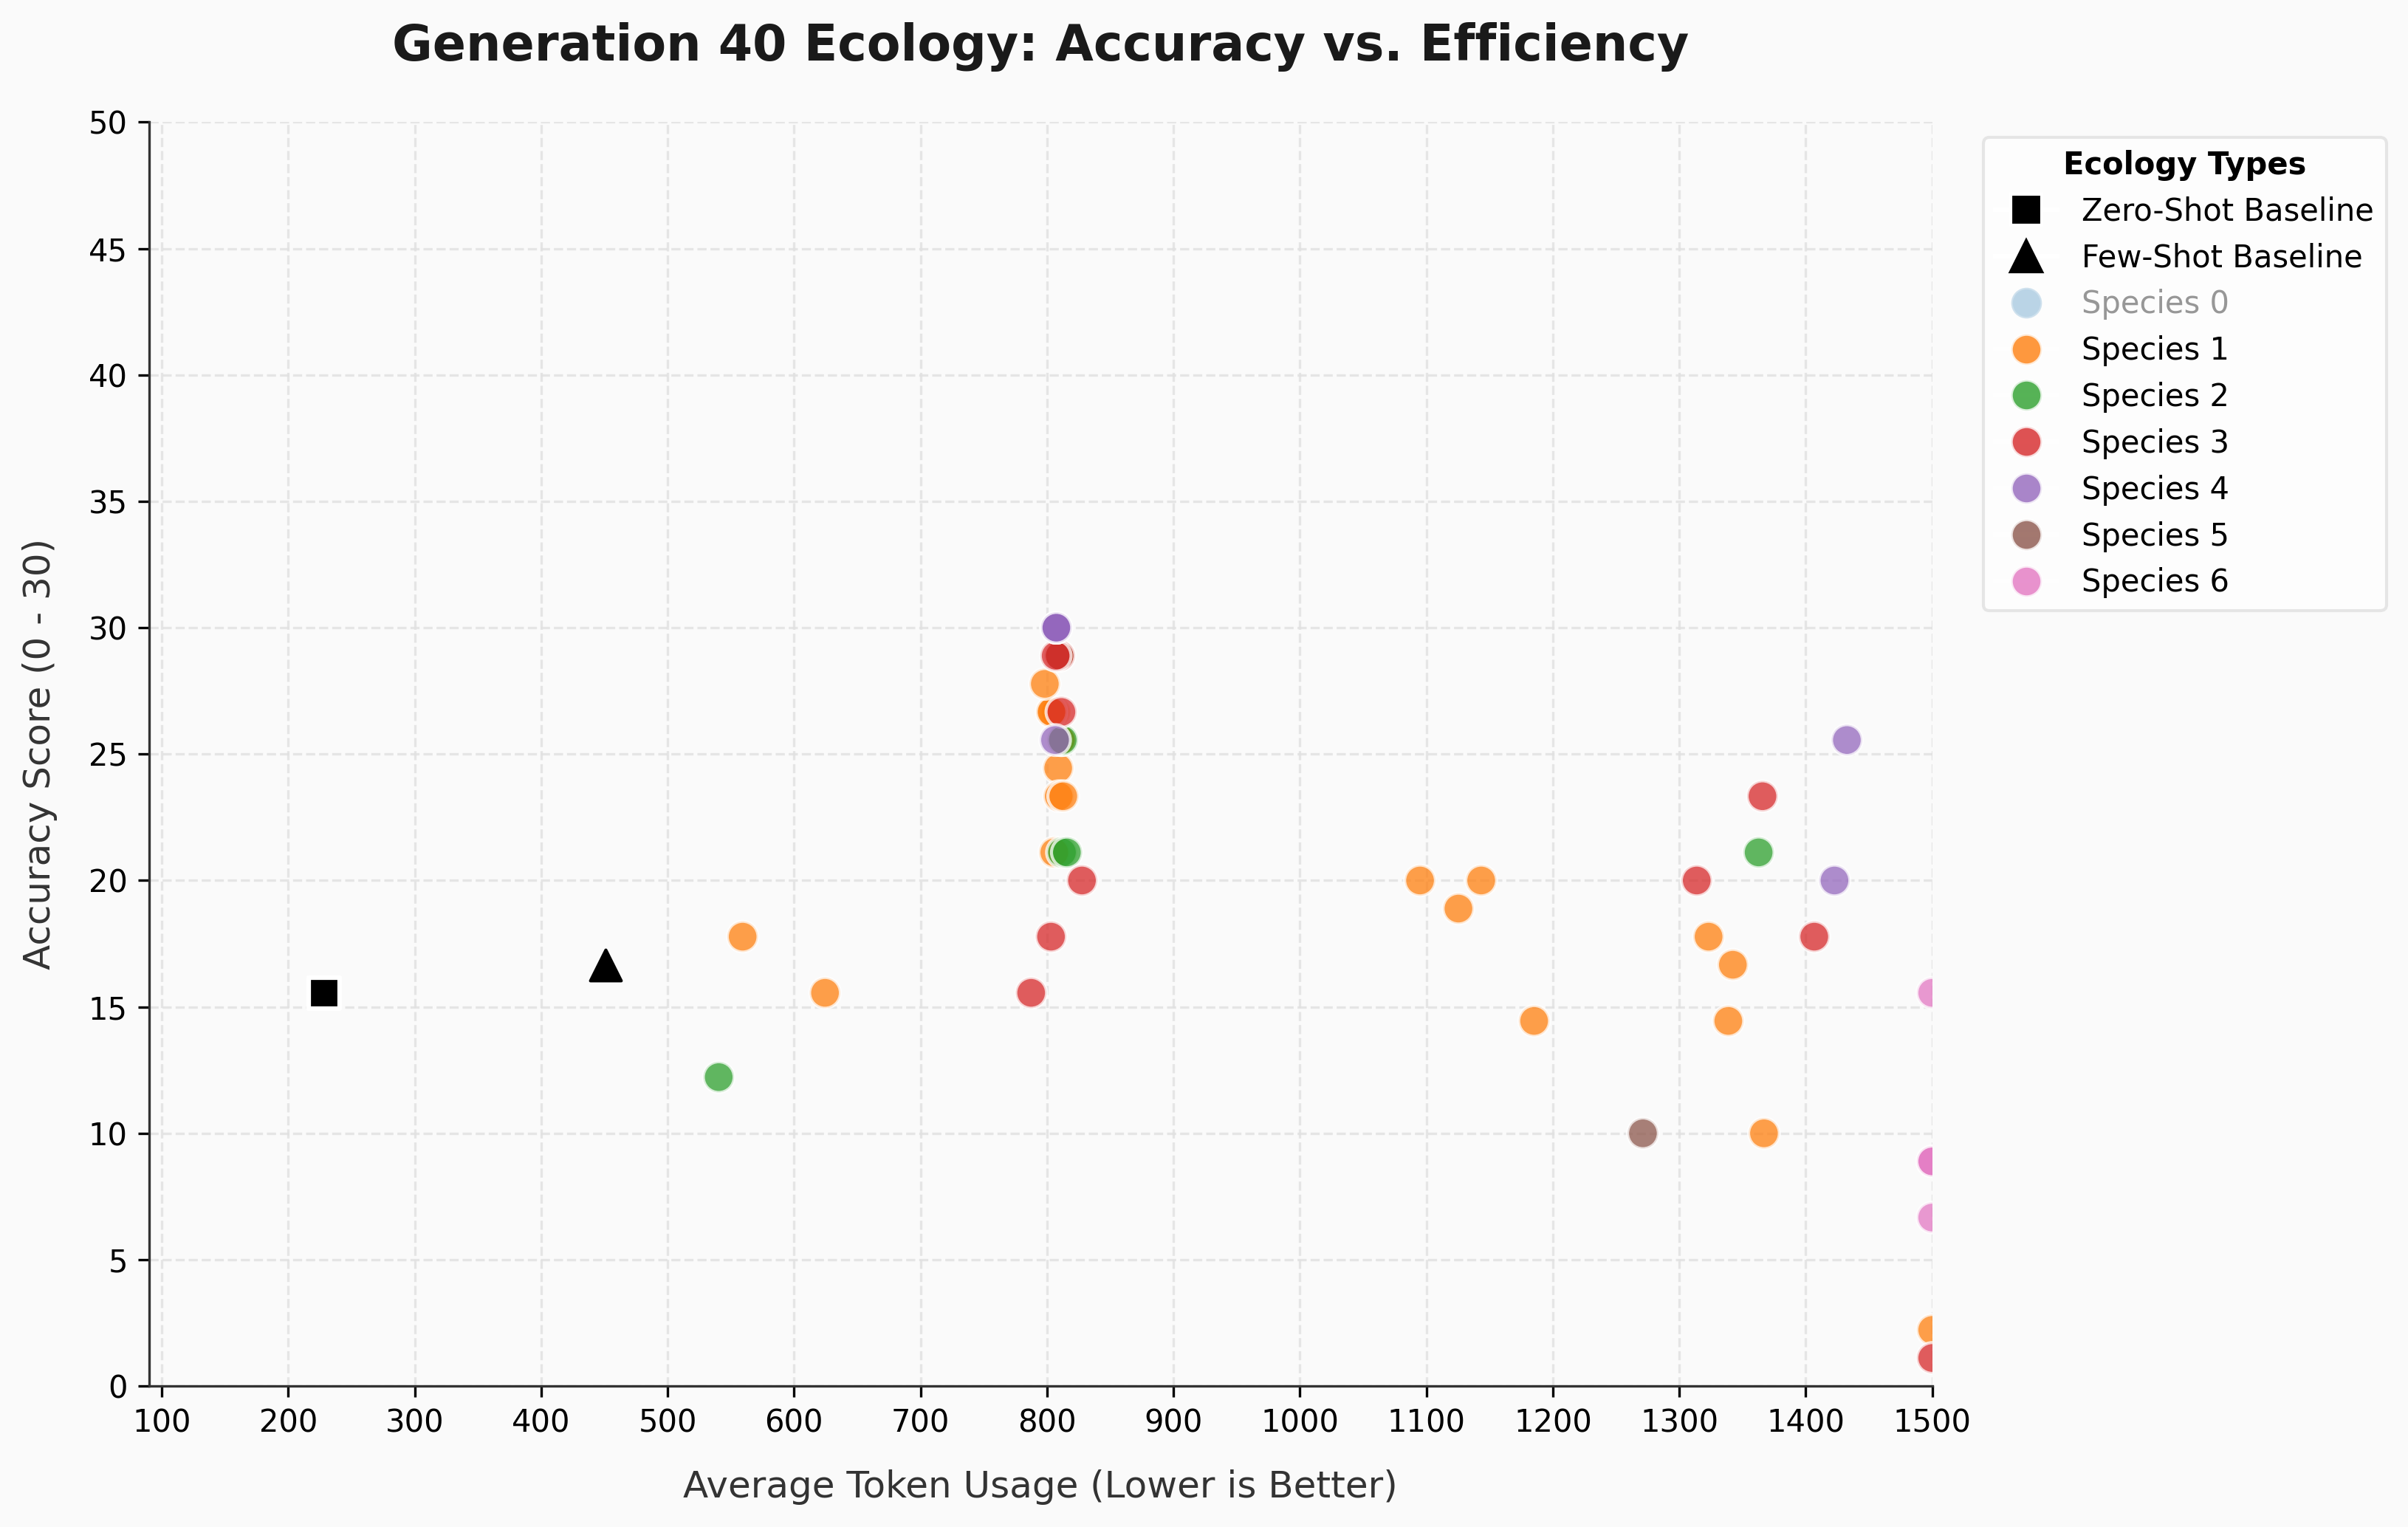 Generation 40 Ecology: Accuracy vs. Efficiency
50
45
40
35
30
25
20
15
10
5
0
Accuracy Score (0 - 30)
100 200 300 400 500 600 700 800 900 1000 1100 1200 1300 1400 1500
Average Token Usage (Lower is Better)
Ecology Types
Zero-Shot Baseline
Few-Shot Baseline
Species 0
Species 1
Species 2
Species 3
Species 4
Species 5
Species 6